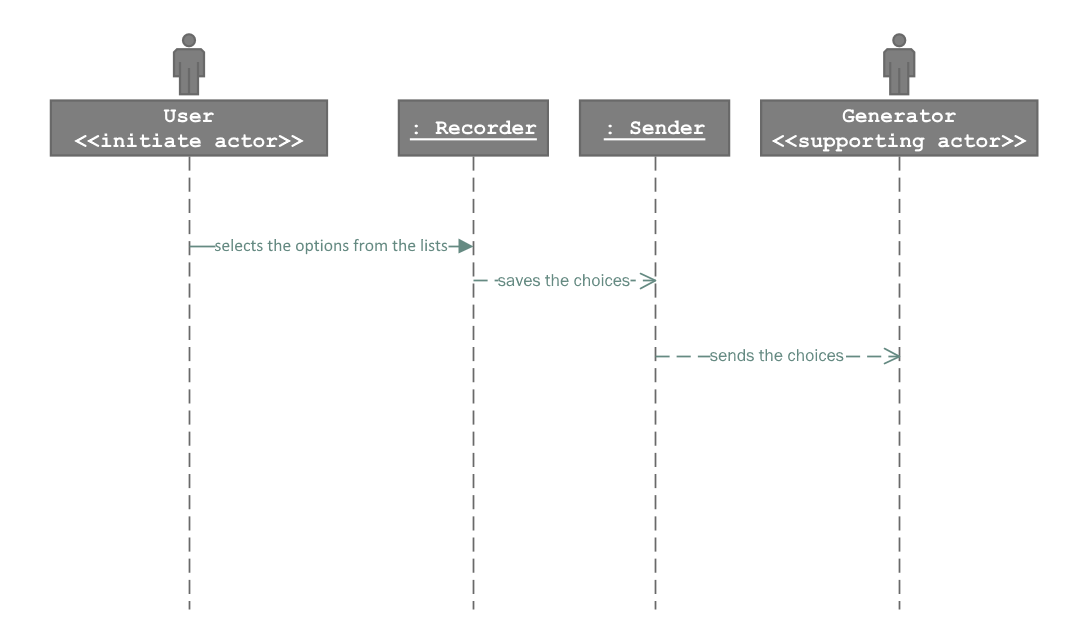 User
<<initiate actor>>
: Recorder
: Sender
Generator
<<supporting actor>>
selects the options from the lists
saves the choices
sends the choices